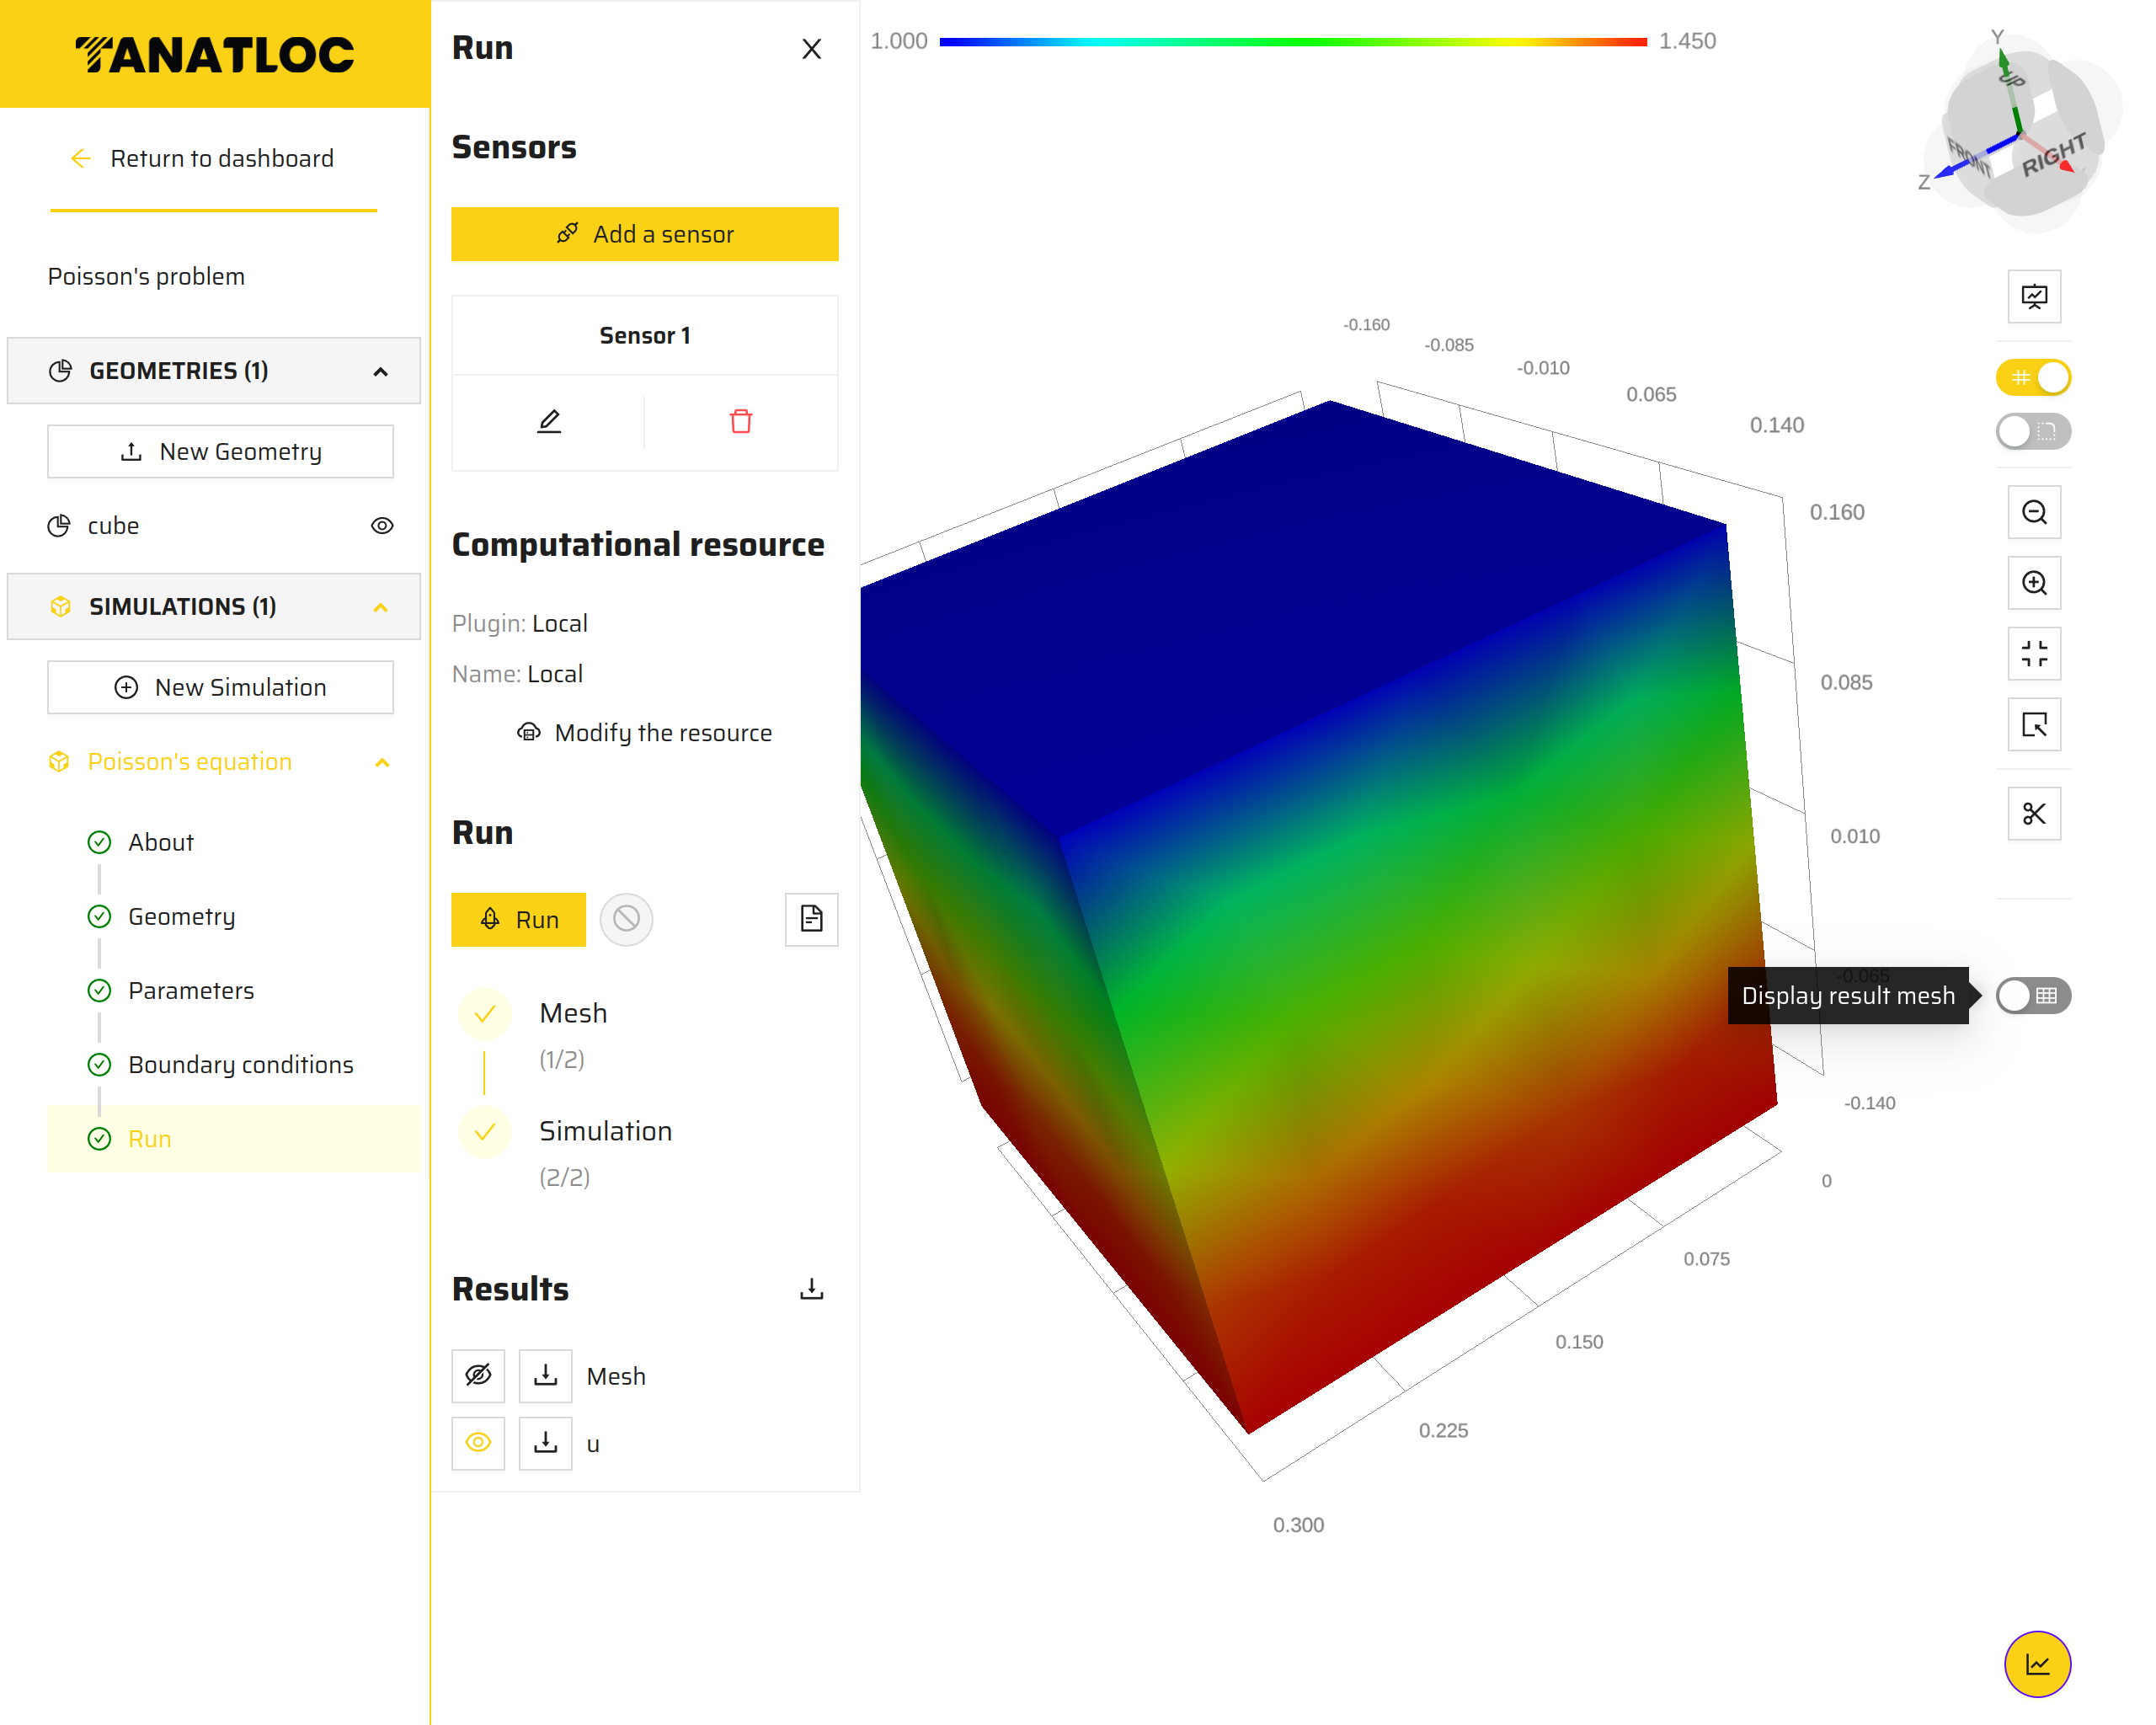 TANATLOC
Return to dashboard
Poisson's problem
GEOMETRIES (1)
New Geometry
cube
SIMULATIONS (1)
New Simulation
Poisson's equation
About
Geometry
Parameters
Boundary conditions
Run
Run
Sensors
Add a sensor
Sensor 1
Computational resource
Plugin: Local
Name: Local
Modify the resource
Run
Run
Mesh
(1/2)
Simulation
(2/2)
Results
Mesh
u
1.000
1.450
Y
UP
FRONT
RIGHT
Z
-0.160
-0.085
-0.010
0.065
0.140
0.160
0.085
0.010
-0.065
Display result mesh
-0.140
0
0.075
0.150
0.225
0.300